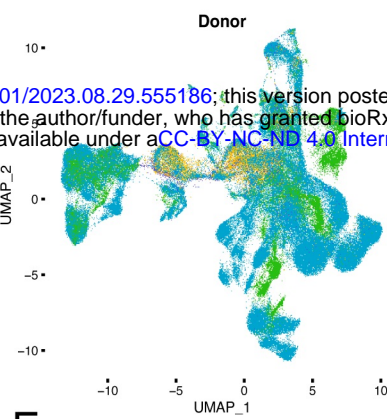 Donor
10
01/2023.08.29.555186; this version poste
the author/funder, who has granted bioRx
available under aCC-BY-NC-ND 4.0 Intern
UMAP_2
0
−5
−10
−10 −5 0 5 10
UMAP_1